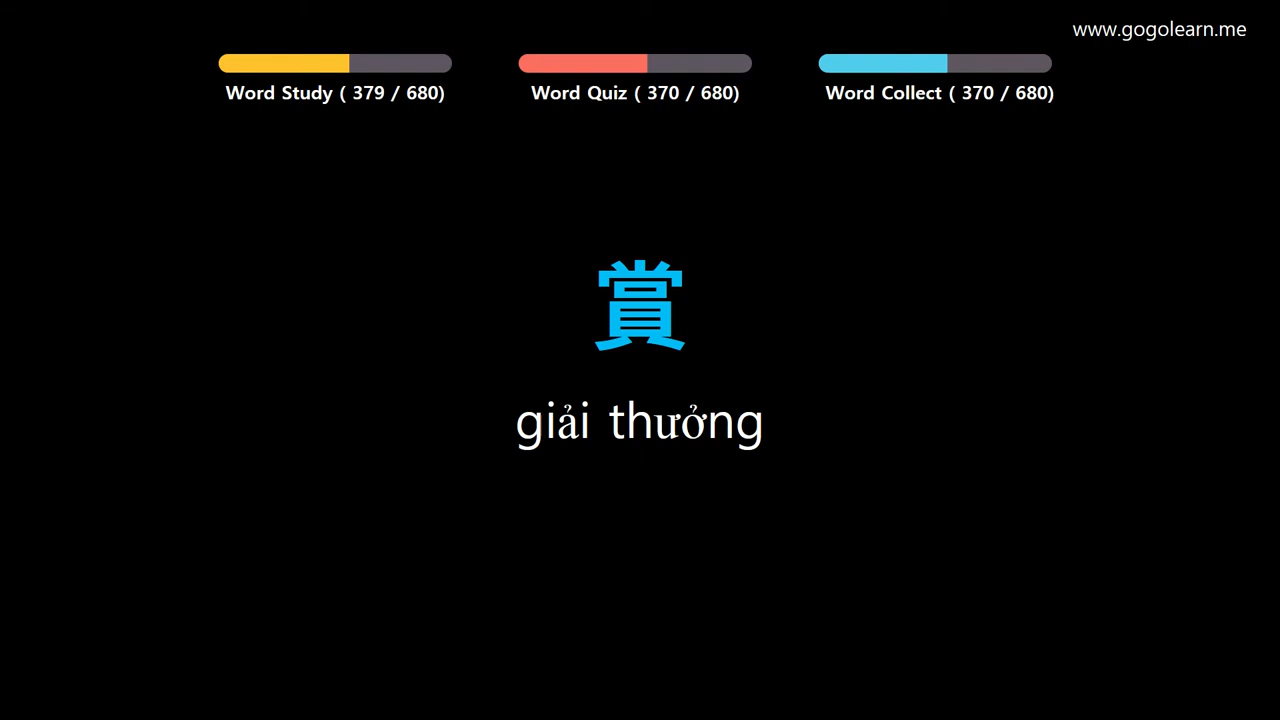 www.gogolearn.me
Word Study ( 379 / 680)
Word Quiz ( 370 / 680)
Word Collect ( 370 / 680)
賞
giải thưởng